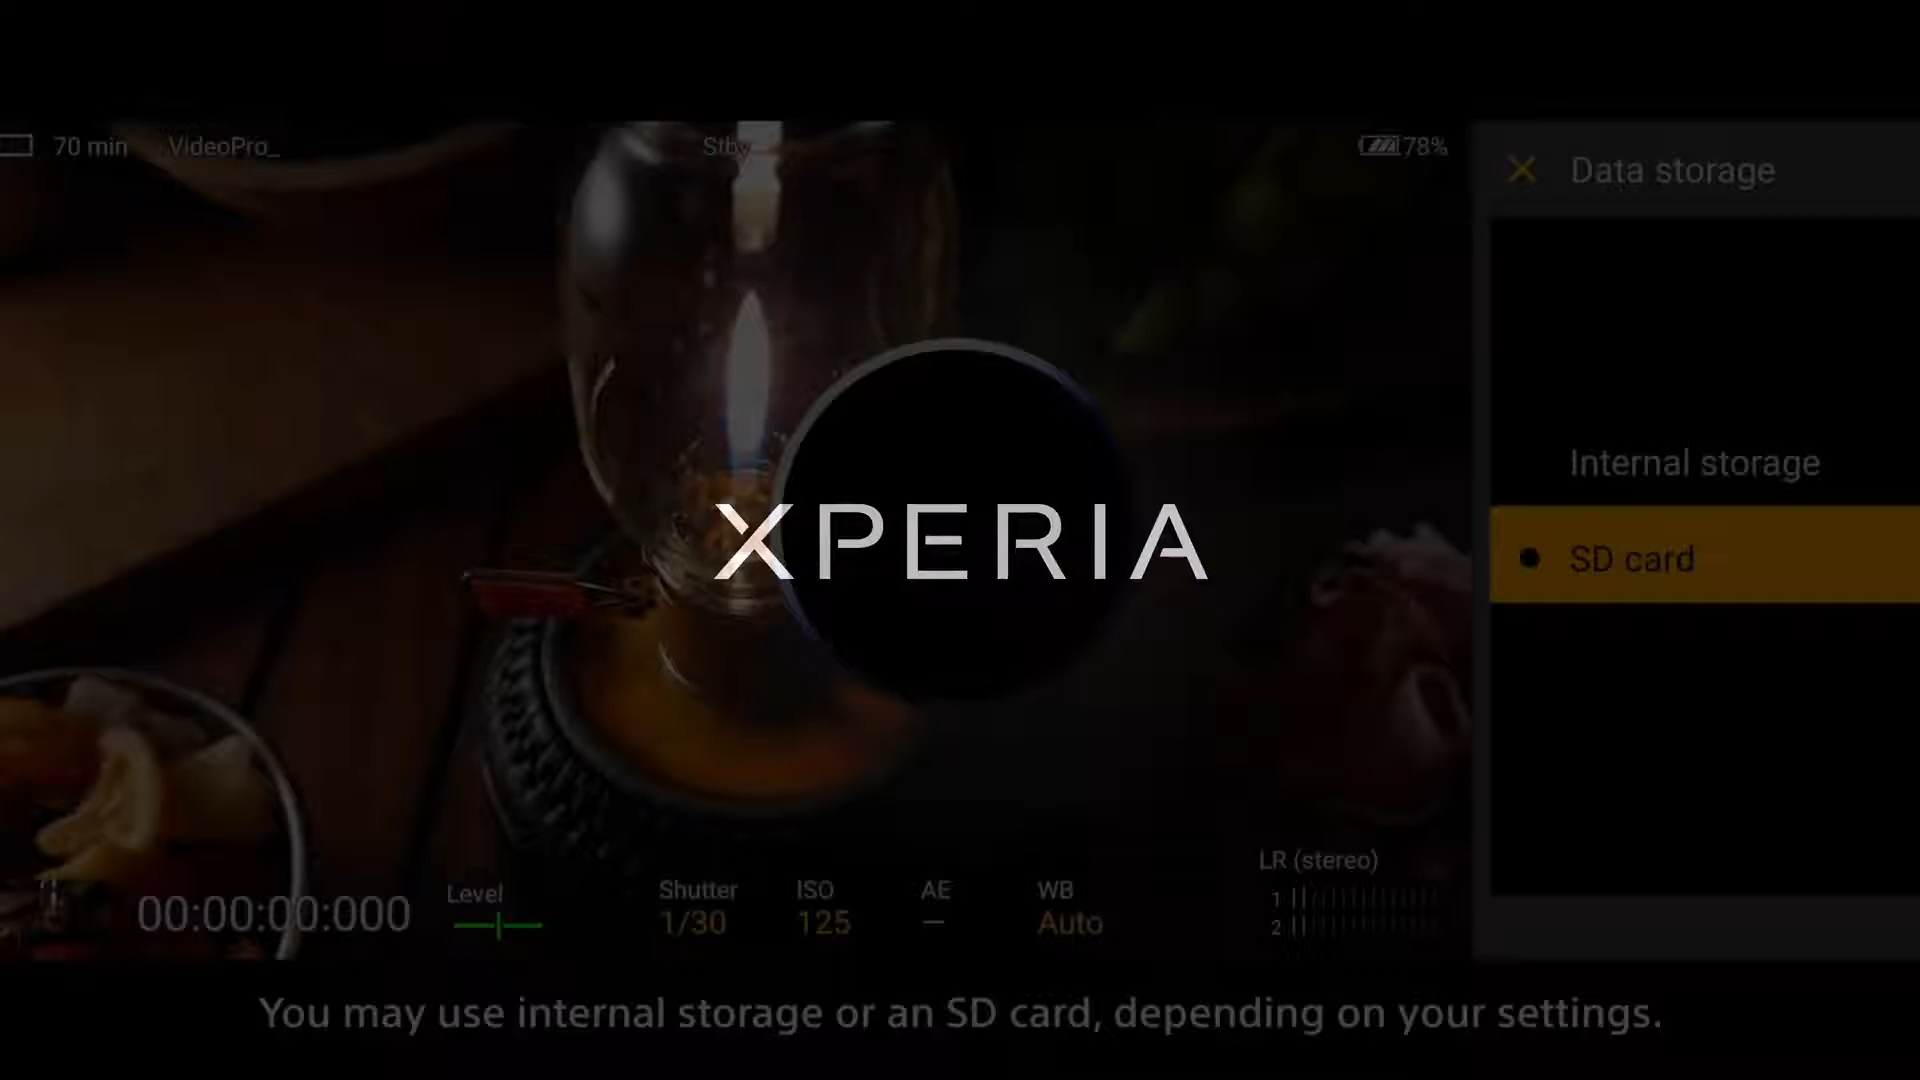 70 min VideoPro_ Stby 78%
Data storage
Internal storage
XPERIA
SD card
LR (stereo)
1
2
00:00:00:000
Level
Shutter ISO AE WB
1/30 125 — Auto
You may use internal storage or an SD card, depending on your settings.